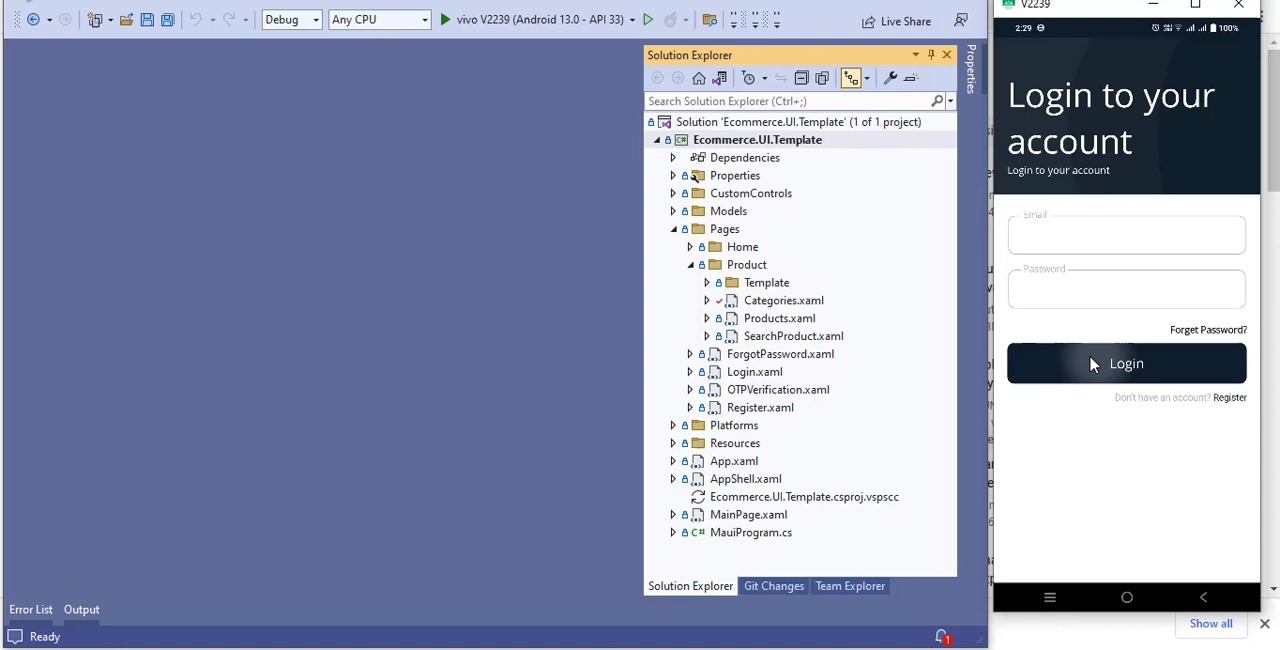 Debug
Any CPU
vivo V2239 (Android 13.0 - API 33)
Live Share
Solution Explorer
Search Solution Explorer (Ctrl+;)
Solution 'Ecommerce.UI.Template' (1 of 1 project)
Ecommerce.UI.Template
Dependencies
Properties
CustomControls
Models
Pages
Home
Product
Template
Categories.xaml
Products.xaml
SearchProduct.xaml
ForgotPassword.xaml
Login.xaml
OTPVerification.xaml
Register.xaml
Platforms
Resources
App.xaml
AppShell.xaml
Ecommerce.UI.Template.csproj.vspscc
MainPage.xaml
MauiProgram.cs
Solution Explorer
Git Changes
Team Explorer
Properties
Error List
Output
Ready
1
V2239
2:29
100%
Login to your
account
Login to your account
Email
Password
Forget Password?
Login
Don't have an account? Register
Show all